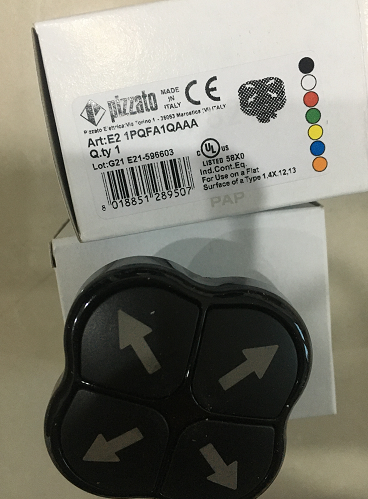 pizzato
MADE IN ITALY
CE
Pizzato Elettrica Via Torino 1 - 36063 Marostica (VI) ITALY
Art:E2 1PQFA1QAAA
Q.ty 1
Lot:G21 E21-596603
8 018851 289507
C UL US
LISTED 58X0
Ind.Cont.Eq.
For Use on a Flat
Surface of a Type 1,4X,12,13
PAP